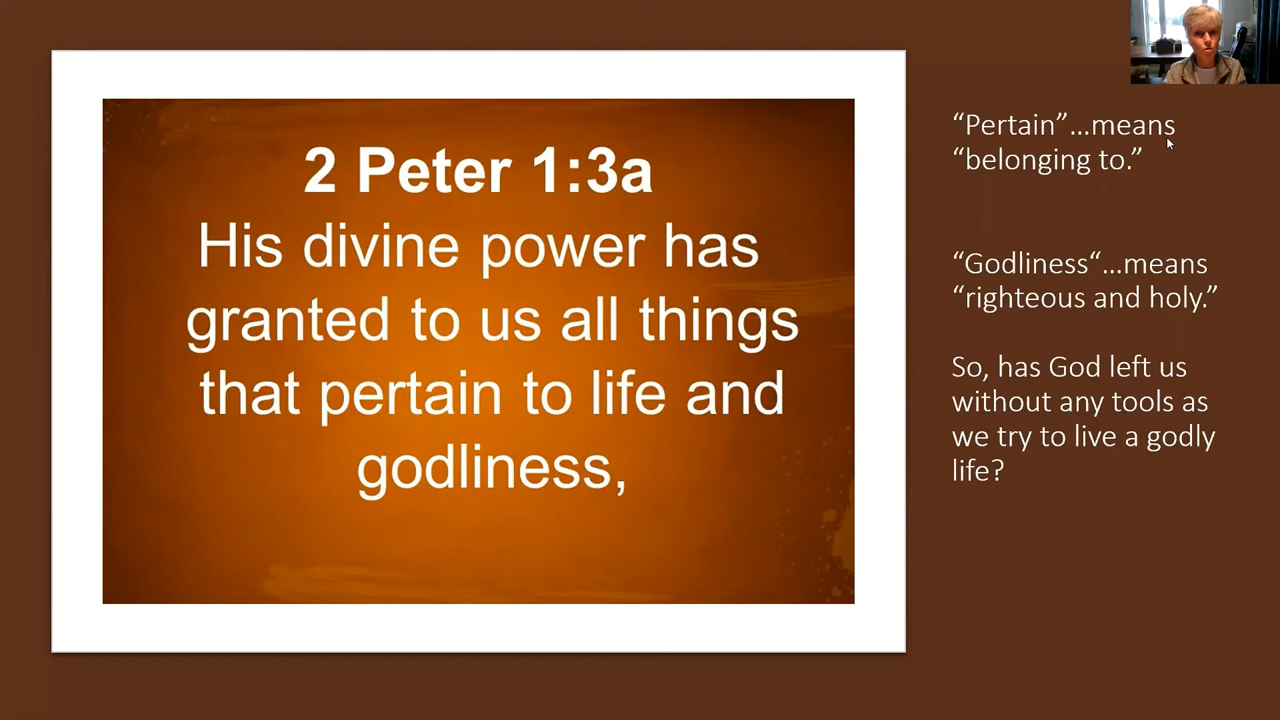 2 Peter 1:3a
His divine power has
granted to us all things
that pertain to life and
godliness,
“Pertain”...means
“belonging to.”
“Godliness“...means
“righteous and holy.”
So, has God left us
without any tools as
we try to live a godly
life?